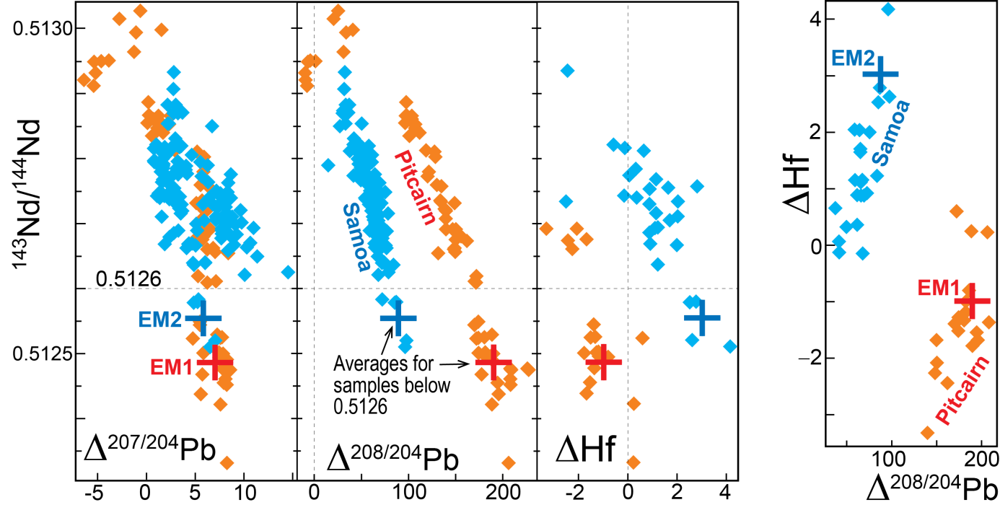 0.5130
0.5125
143Nd/144Nd
0.5126
EM2
EM1
Δ207/204Pb
-5 0 5 10
Samoa
Pitcairn
Averages for
samples below
0.5126
Δ208/204Pb
0 100 200
ΔHf
-2 0 2 4
4
2
0
−2
ΔHf
EM2
Samoa
EM1
Pitcairn
100 200
Δ208/204Pb